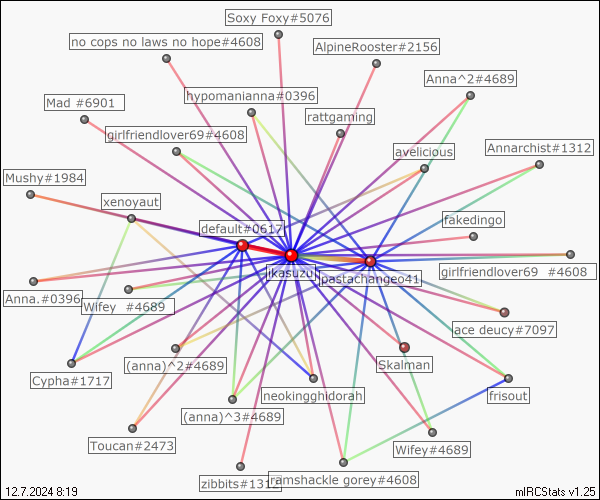 Soxy Foxy#5076
no cops no laws no hope#4608
AlpineRooster#2156
Anna^2#4689
hypomanianna#0396
Mad #6901
rattgaming
girlfriendlover69#4608
avelicious
Annarchist#1312
Mushy#1984
xenoyaut
default#0617
fakedingo
jikasuzu
pastachangeo41
girlfriendlover69 #4608
Anna.#0396
Wifey #4689
ace deucy#7097
(anna)^2#4689
Skalman
Cypha#1717
neokingghidorah
frisout
(anna)^3#4689
Toucan#2473
Wifey#4689
zibbits#1312
ramshackle gorey#4608
12.7.2024 8:19
mIRCStats v1.25